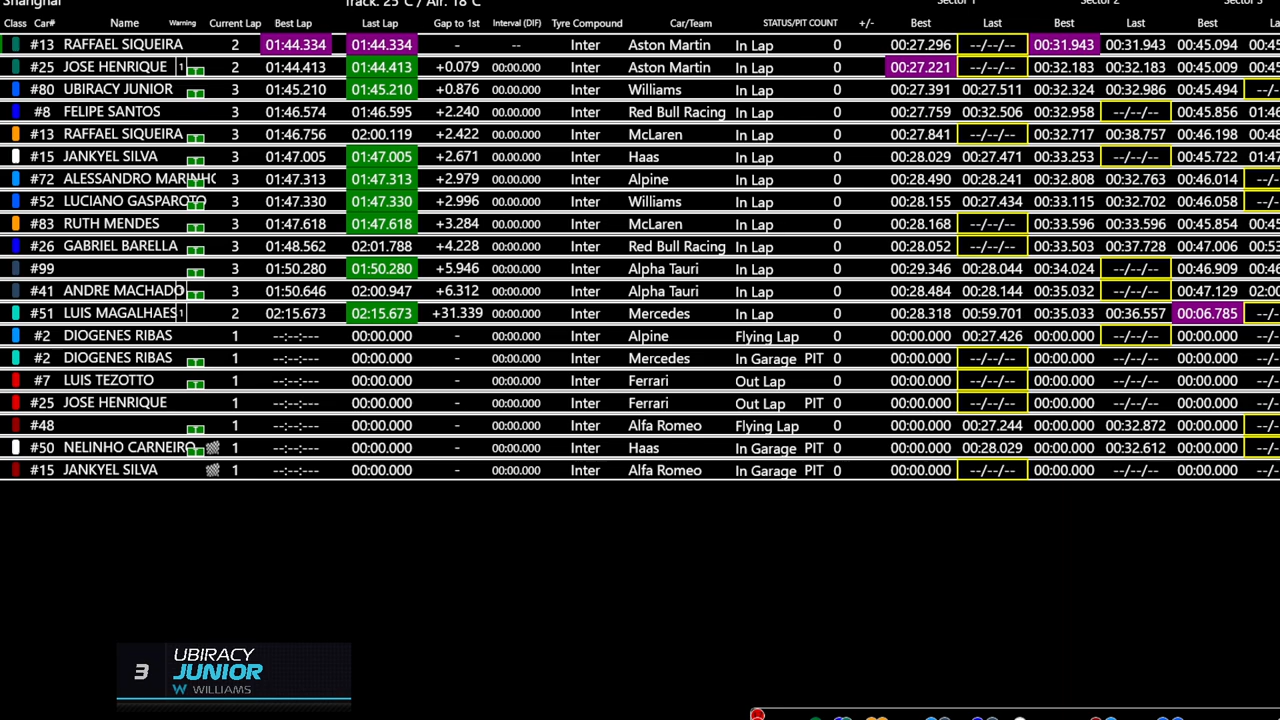 Shanghai Track: 25°C / Air: 18°C Sector 1 Sector 2 Sector 3
Class Car# Name Warning Current Lap Best Lap Last Lap Gap to 1st Interval (DIF) Tyre Compound Car/Team STATUS/PIT COUNT +/- Best Last Best Last Best
#13 RAFFAEL SIQUEIRA 2 01:44.334 01:44.334 - -- Inter Aston Martin In Lap 0 00:27.296 --/--/-- 00:31.943 00:31.943 00:45.094 00:45
#25 JOSE HENRIQUE 1 2 01:44.413 01:44.413 +0.079 00:00.000 Inter Aston Martin In Lap 0 00:27.221 --/--/-- 00:32.183 00:32.183 00:45.009 00:45
#80 UBIRACY JUNIOR 3 01:45.210 01:45.210 +0.876 00:00.000 Inter Williams In Lap 0 00:27.391 00:27.511 00:32.324 00:32.986 00:45.494 --/-
#8 FELIPE SANTOS 3 01:46.574 01:46.595 +2.240 00:00.000 Inter Red Bull Racing In Lap 0 00:27.759 00:32.506 00:32.958 --/--/-- 00:45.856 01:46
#13 RAFFAEL SIQUEIRA 3 01:46.756 02:00.119 +2.422 00:00.000 Inter McLaren In Lap 0 00:27.841 --/--/-- 00:32.717 00:38.757 00:46.198 00:46
#15 JANKYEL SILVA 3 01:47.005 01:47.005 +2.671 00:00.000 Inter Haas In Lap 0 00:28.029 00:27.471 00:33.253 --/--/-- 00:45.722 01:47
#72 ALESSANDRO MARINHO 3 01:47.313 01:47.313 +2.979 00:00.000 Inter Alpine In Lap 0 00:28.490 00:28.241 00:32.808 00:32.763 00:46.014 --/-
#52 LUCIANO GASPAROTO 3 01:47.330 01:47.330 +2.996 00:00.000 Inter Williams In Lap 0 00:28.155 00:27.434 00:33.115 00:32.702 00:46.058 --/-
#83 RUTH MENDES 3 01:47.618 01:47.618 +3.284 00:00.000 Inter McLaren In Lap 0 00:28.168 --/--/-- 00:33.596 00:33.596 00:45.854 00:45
#26 GABRIEL BARELLA 3 01:48.562 02:01.788 +4.228 00:00.000 Inter Red Bull Racing In Lap 0 00:28.052 --/--/-- 00:33.503 00:37.728 00:47.006 00:53
#99 3 01:50.280 01:50.280 +5.946 00:00.000 Inter Alpha Tauri In Lap 0 00:29.346 00:28.044 00:34.024 --/--/-- 00:46.909 00:46
#41 ANDRE MACHADO 3 01:50.646 02:00.947 +6.312 00:00.000 Inter Alpha Tauri In Lap 0 00:28.484 00:28.144 00:35.032 --/--/-- 00:47.129 02:00
#51 LUIS MAGALHAES 1 2 02:15.673 02:15.673 +31.339 00:00.000 Inter Mercedes In Lap 0 00:28.318 00:59.701 00:35.033 00:36.557 00:06.785 --/-
#2 DIOGENES RIBAS 1 --:--:--- 00:00.000 - 00:00.000 Inter Alpine Flying Lap 0 00:00.000 00:27.426 00:00.000 --/--/-- 00:00.000 --/-
#2 DIOGENES RIBAS 1 --:--:--- 00:00.000 - 00:00.000 Inter Mercedes In Garage PIT 0 00:00.000 --/--/-- 00:00.000 --/--/-- 00:00.000 --/-
#7 LUIS TEZOTTO 1 --:--:--- 00:00.000 - 00:00.000 Inter Ferrari Out Lap 0 00:00.000 --/--/-- 00:00.000 --/--/-- 00:00.000 --/-
#25 JOSE HENRIQUE 1 --:--:--- 00:00.000 - 00:00.000 Inter Ferrari Out Lap PIT 0 00:00.000 --/--/-- 00:00.000 --/--/-- 00:00.000 --/-
#48 1 --:--:--- 00:00.000 - 00:00.000 Inter Alfa Romeo Flying Lap 0 00:00.000 00:27.244 00:00.000 00:32.872 00:00.000 --/-
#50 NELINHO CARNEIRO 1 --:--:--- 00:00.000 - 00:00.000 Inter Haas In Garage PIT 0 00:00.000 00:28.029 00:00.000 00:32.612 00:00.000 --/-
#15 JANKYEL SILVA 1 --:--:--- 00:00.000 - 00:00.000 Inter Alfa Romeo In Garage PIT 0 00:00.000 --/--/-- 00:00.000 --/--/-- 00:00.000 --/-
3 UBIRACY
JUNIOR
WILLIAMS